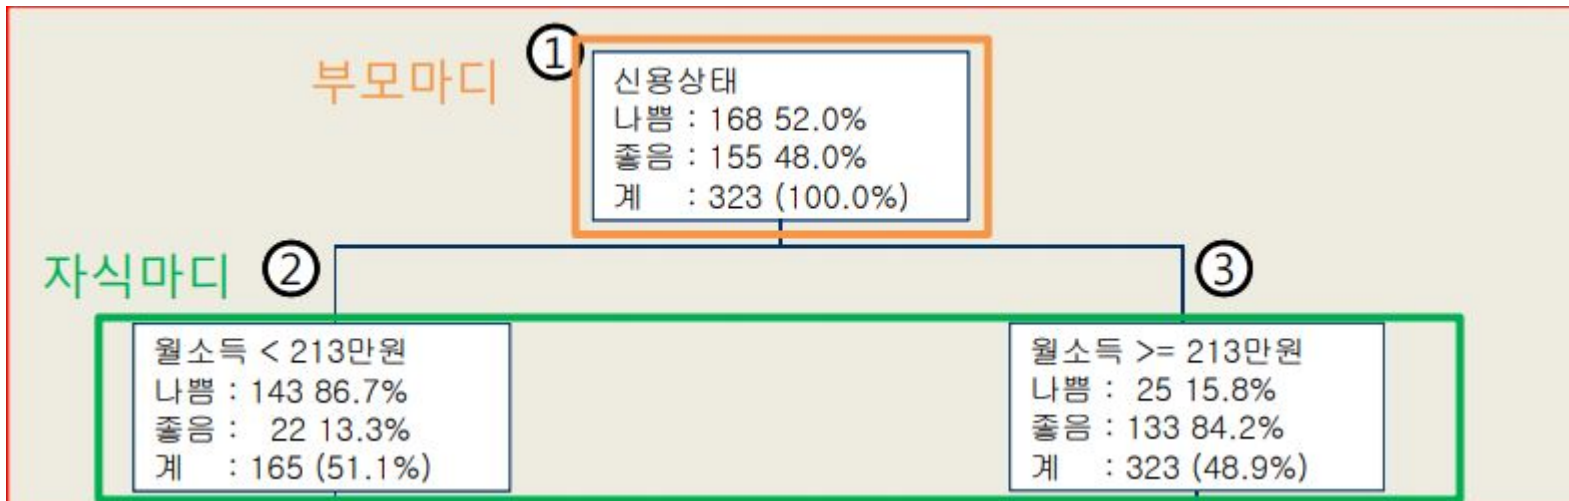 부모마디
①
신용상태
나쁨 : 168 52.0%
좋음 : 155 48.0%
계 : 323 (100.0%)
자식마디
②
③
월소득 < 213만원
나쁨 : 143 86.7%
좋음 : 22 13.3%
계 : 165 (51.1%)
월소득 >= 213만원
나쁨 : 25 15.8%
좋음 : 133 84.2%
계 : 323 (48.9%)